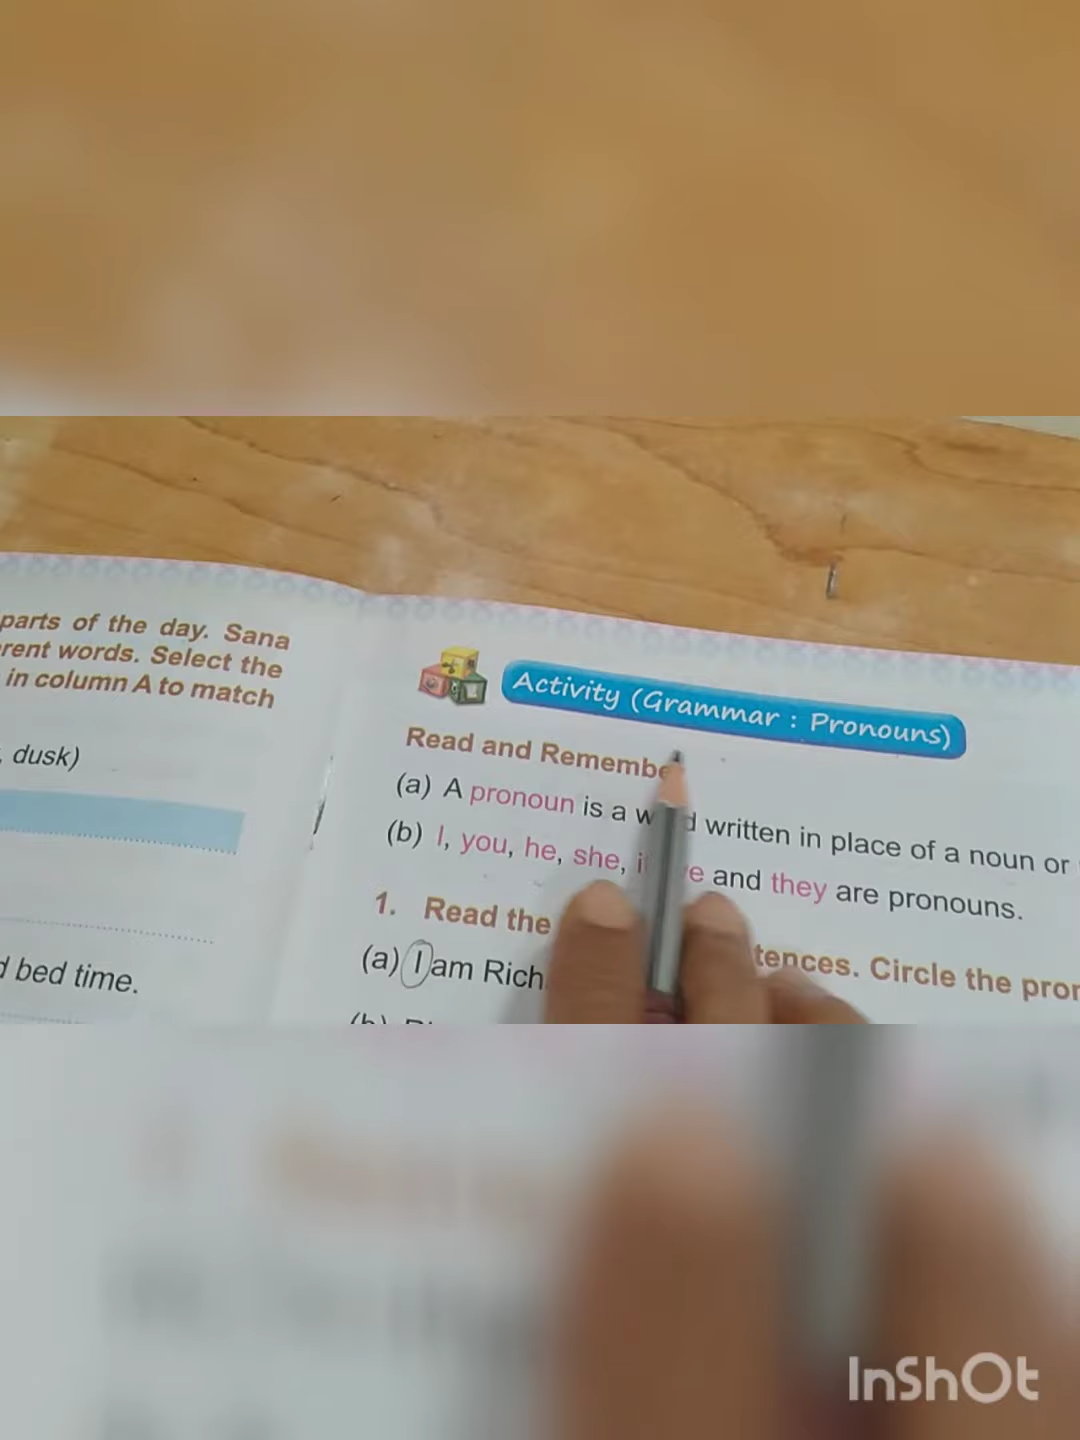 parts of the day. Sana
rent words. Select the
in column A to match
, dusk)
d bed time.
Activity (Grammar : Pronouns)
Read and Remembe
(a) A pronoun is a w d written in place of a noun or
(b) I, you, he, she, i e and they are pronouns.
1. Read the tences. Circle the pron
(a) I am Rich
InShOt